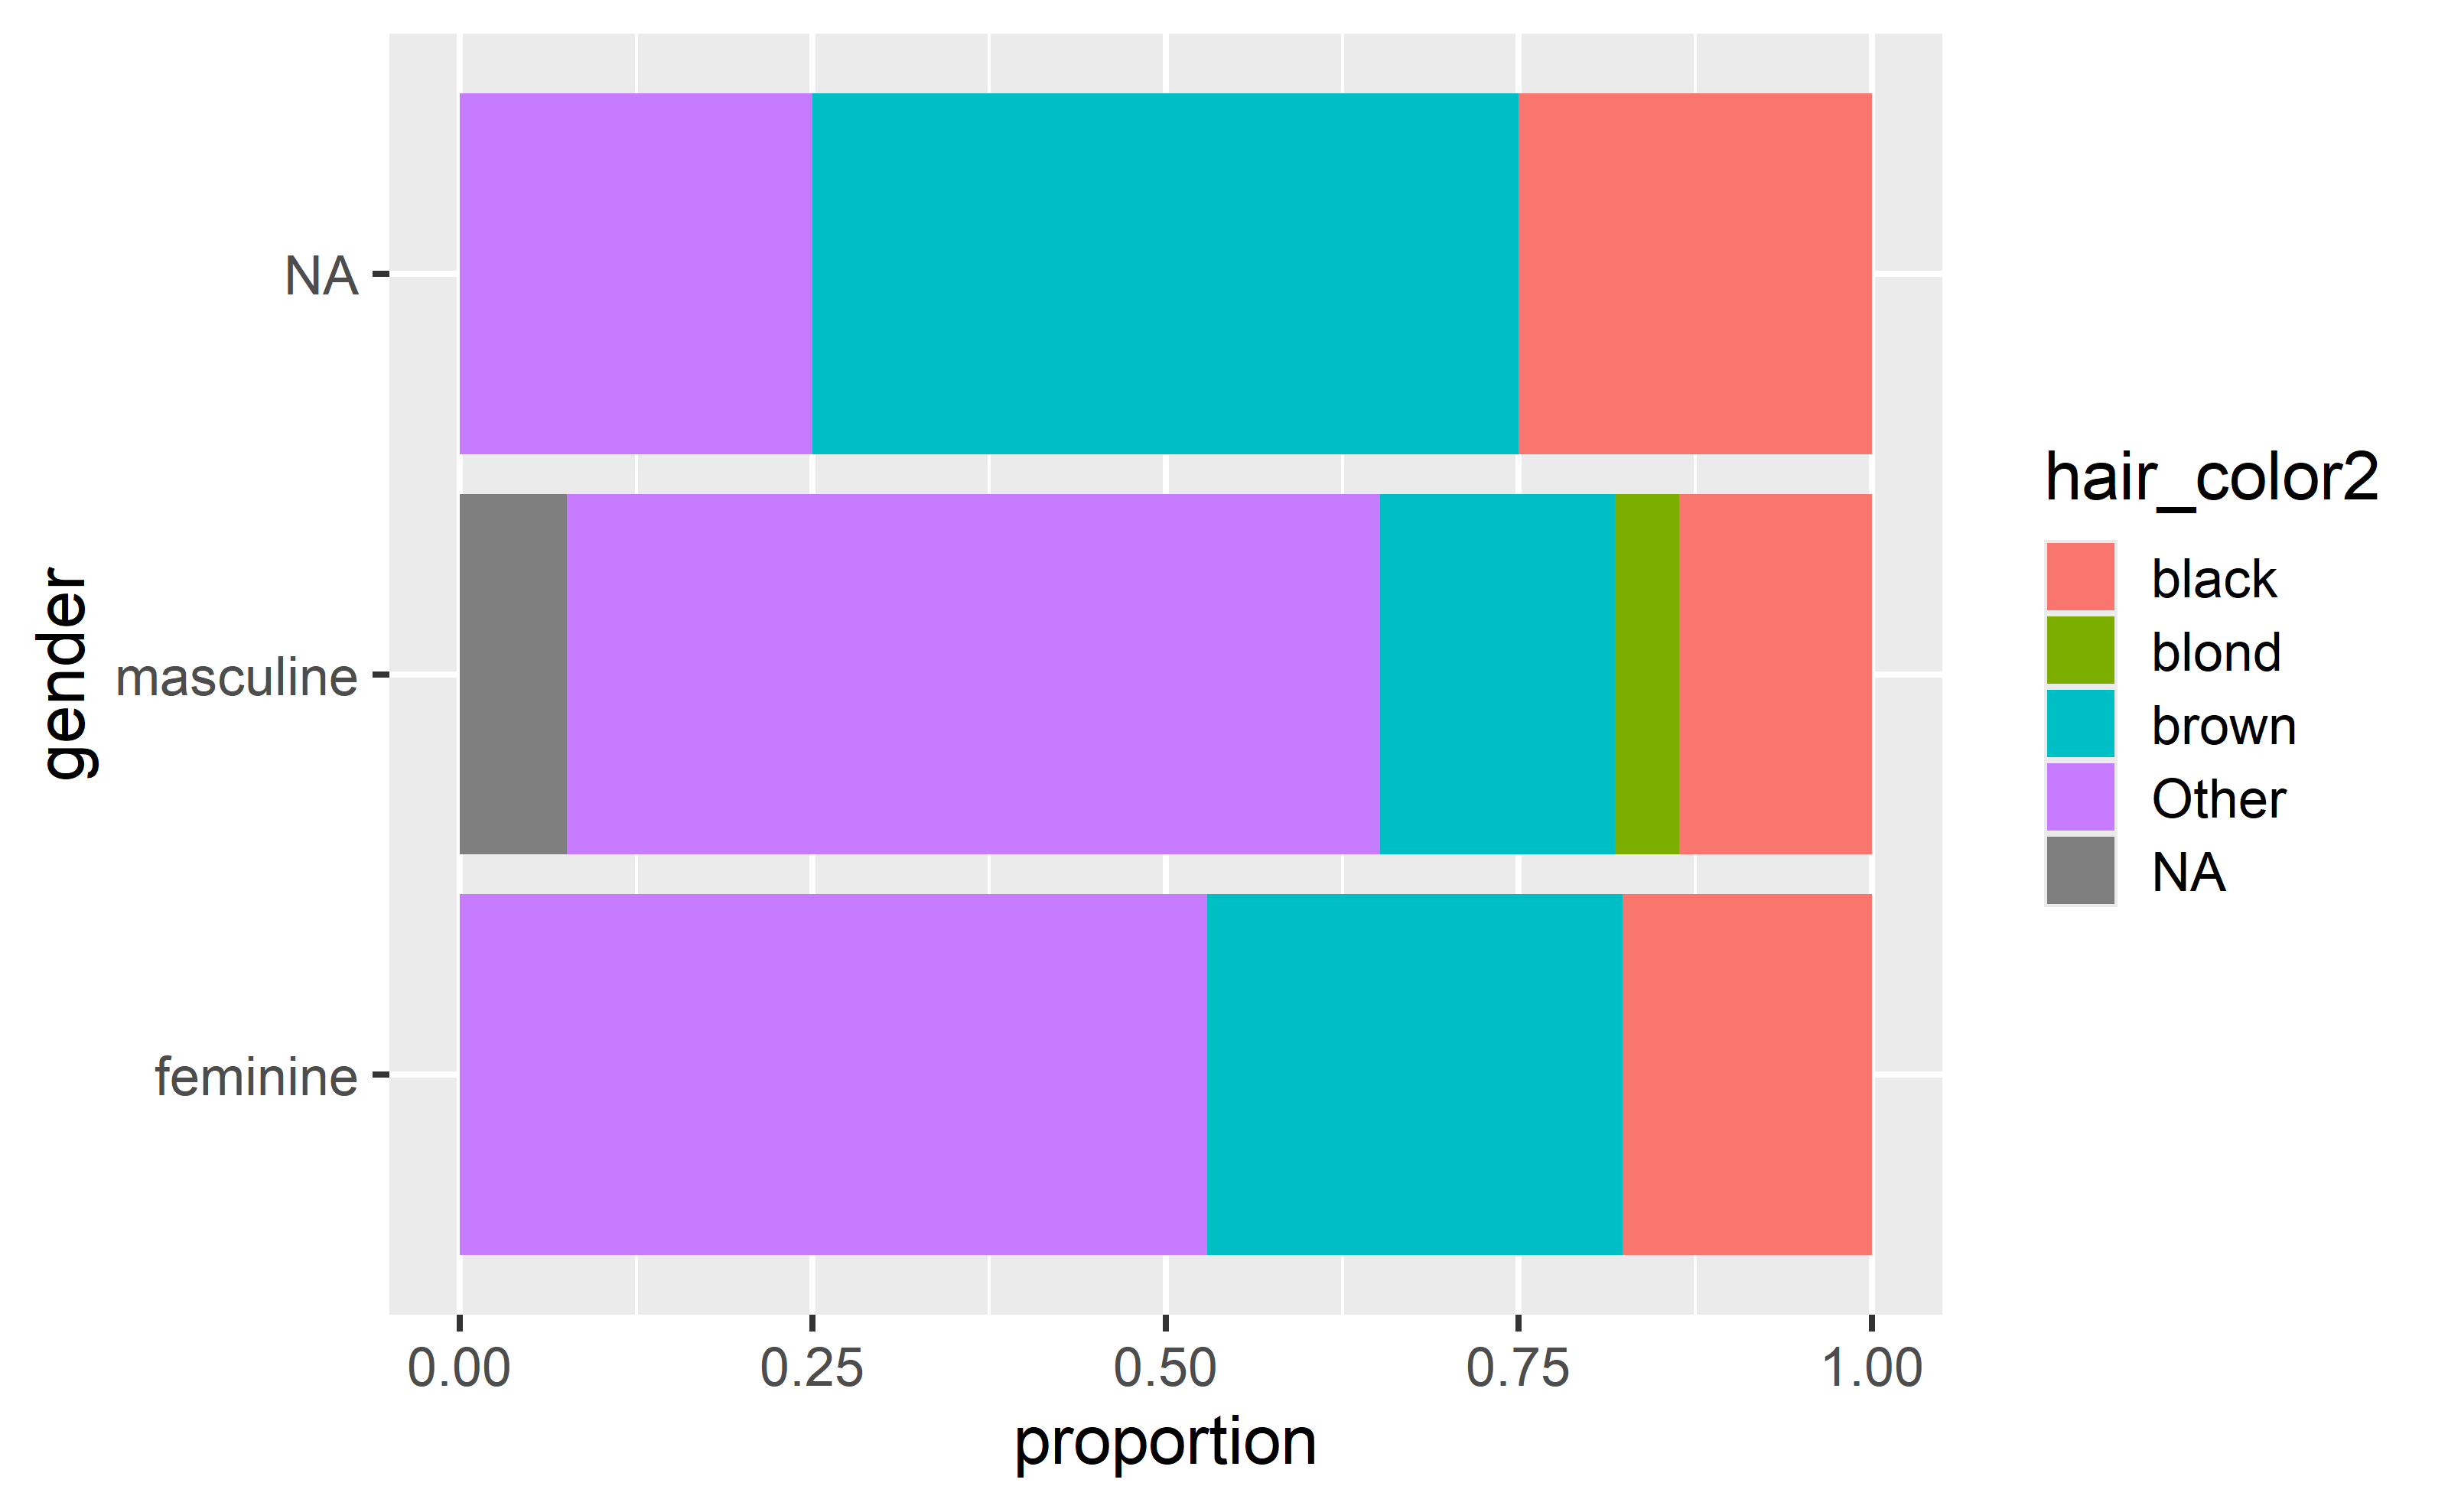 NA
masculine
feminine
gender
0.00 0.25 0.50 0.75 1.00
proportion
hair_color2
black
blond
brown
Other
NA